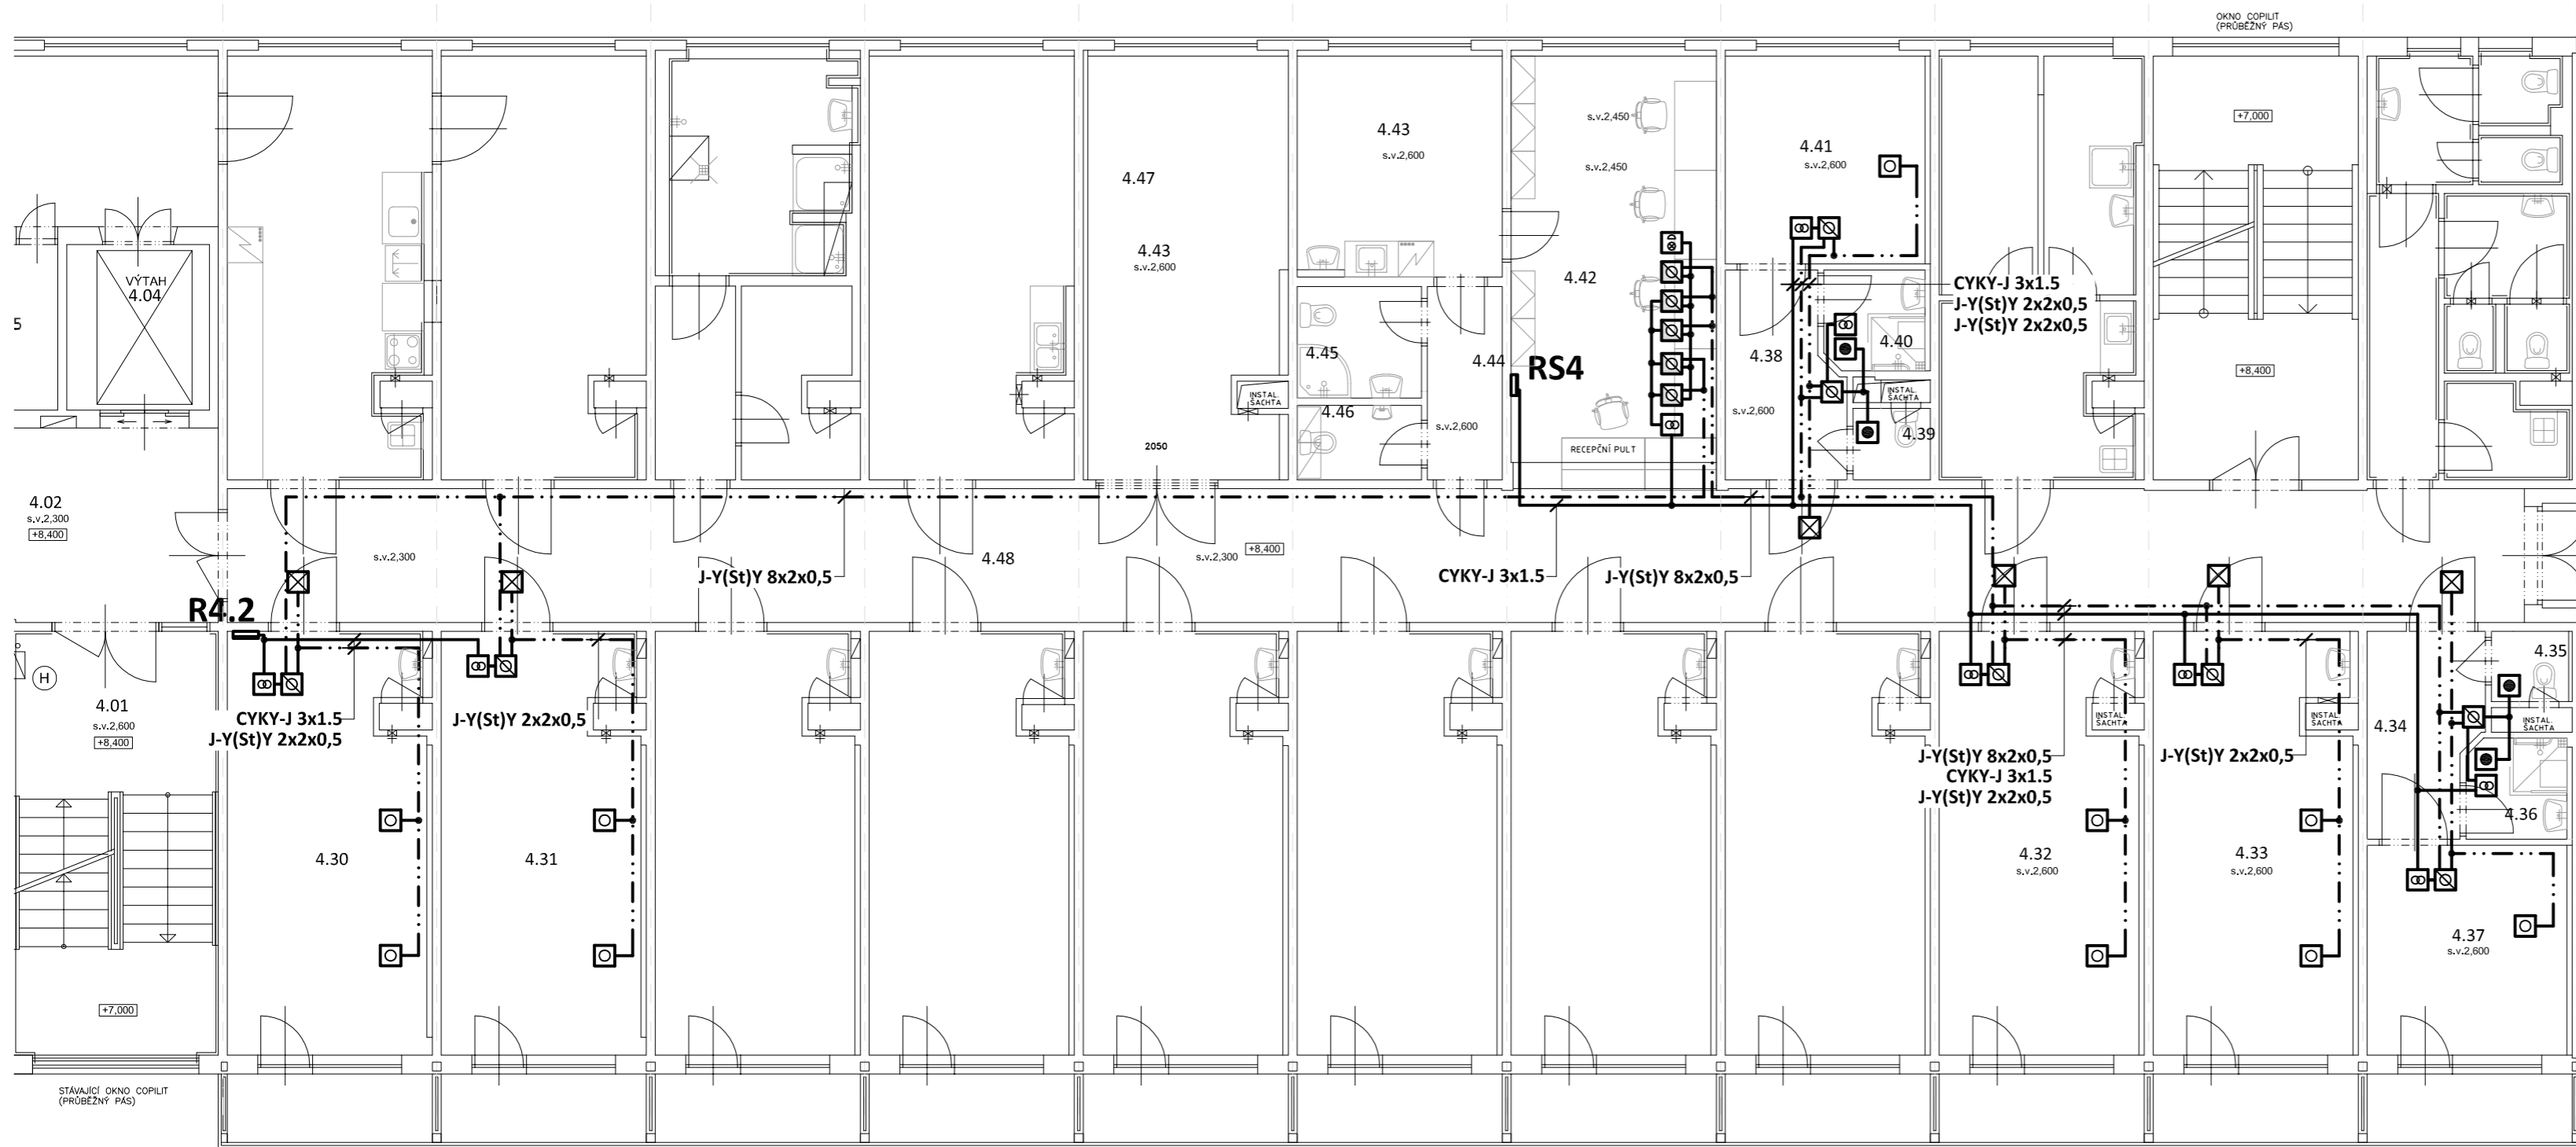 OKNO COPILIT
(PRŮBĚŽNÝ PÁS)
+7,000
s.v.2,450
4.43
s.v.2,600
4.41
s.v.2,600
s.v.2,450
4.47
4.43
s.v.2,600
VÝTAH
4.04
5
4.42
CYKY-J 3x1.5
J-Y(St)Y 2x2x0,5
J-Y(St)Y 2x2x0,5
4.45
4.44
RS4
4.38
4.40
+8,400
INSTAL.
ŠACHTA
INSTAL.
ŠACHTA
4.46
s.v.2,600
s.v.2,600
4.39
2050
RECEPČNÍ PULT
4.02
s.v.2,300
+8,400
s.v.2,300
4.48
s.v.2,300
+8,400
J-Y(St)Y 8x2x0,5
CYKY-J 3x1.5
J-Y(St)Y 8x2x0,5
R4.2
H
4.01
s.v.2,600
+8,400
CYKY-J 3x1.5
J-Y(St)Y 2x2x0,5
J-Y(St)Y 2x2x0,5
INSTAL.
ŠACHTA
INSTAL.
ŠACHTA
4.35
INSTAL.
ŠACHTA
4.34
J-Y(St)Y 8x2x0,5
CYKY-J 3x1.5
J-Y(St)Y 2x2x0,5
J-Y(St)Y 2x2x0,5
4.36
4.30
4.31
4.32
s.v.2,600
4.33
s.v.2,600
4.37
s.v.2,600
+7,000
STÁVAJÍCÍ OKNO COPILIT
(PRŮBĚŽNÝ PÁS)